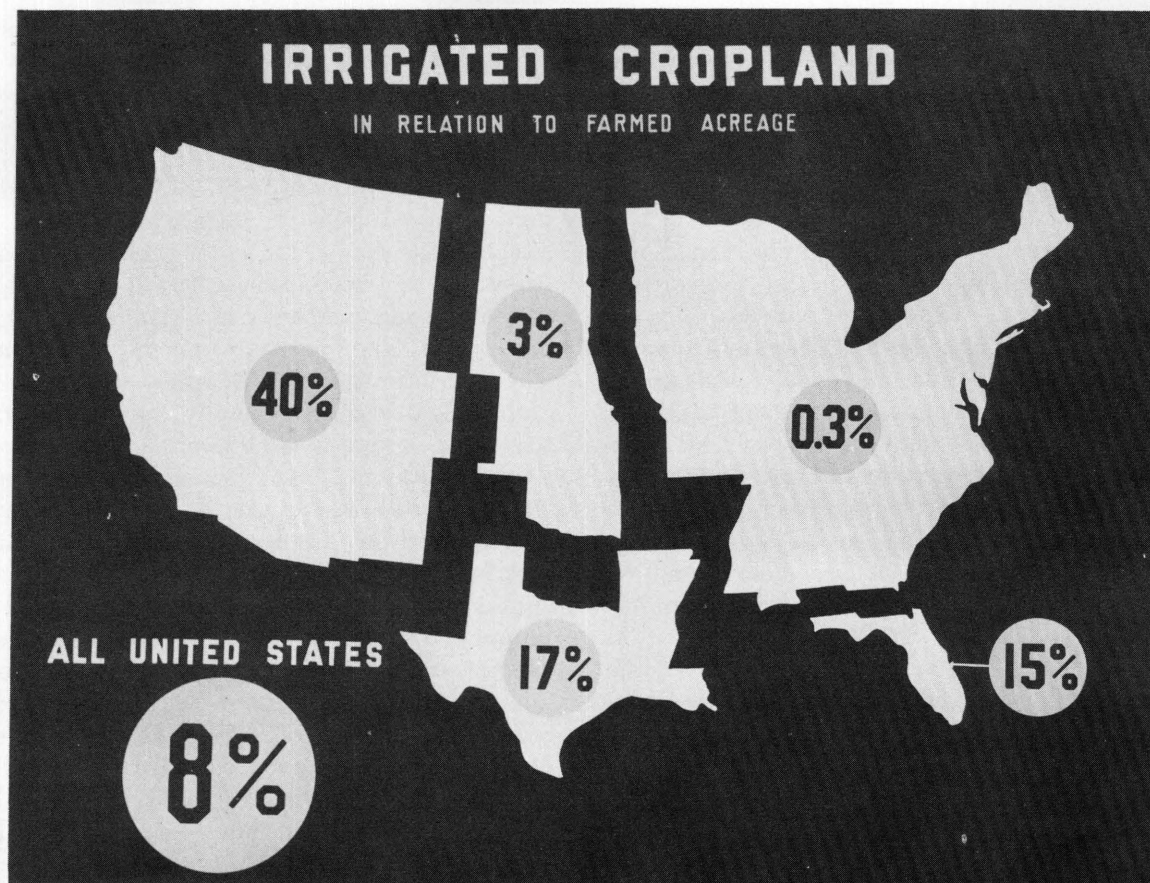 IRRIGATED CROPLAND
IN RELATION TO FARMED ACREAGE
3%
40%
0.3%
17%
15%
ALL UNITED STATES
8%